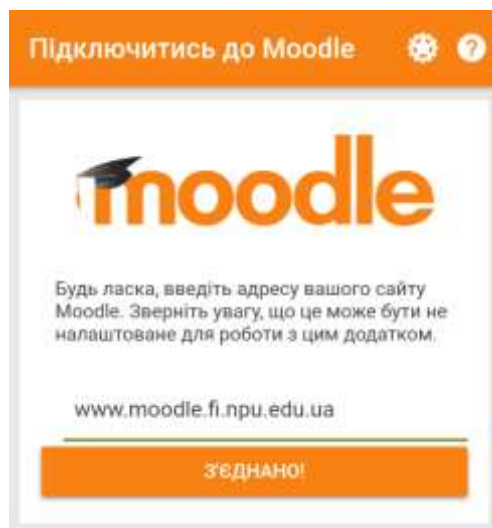 Підключитись до Moodle
?
moodle
Будь ласка, введіть адресу вашого сайту
Moodle. Зверніть увагу, що це може бути не
налаштоване для роботи з цим додатком.
www.moodle.fi.npu.edu.ua
З'ЄДНАНО!